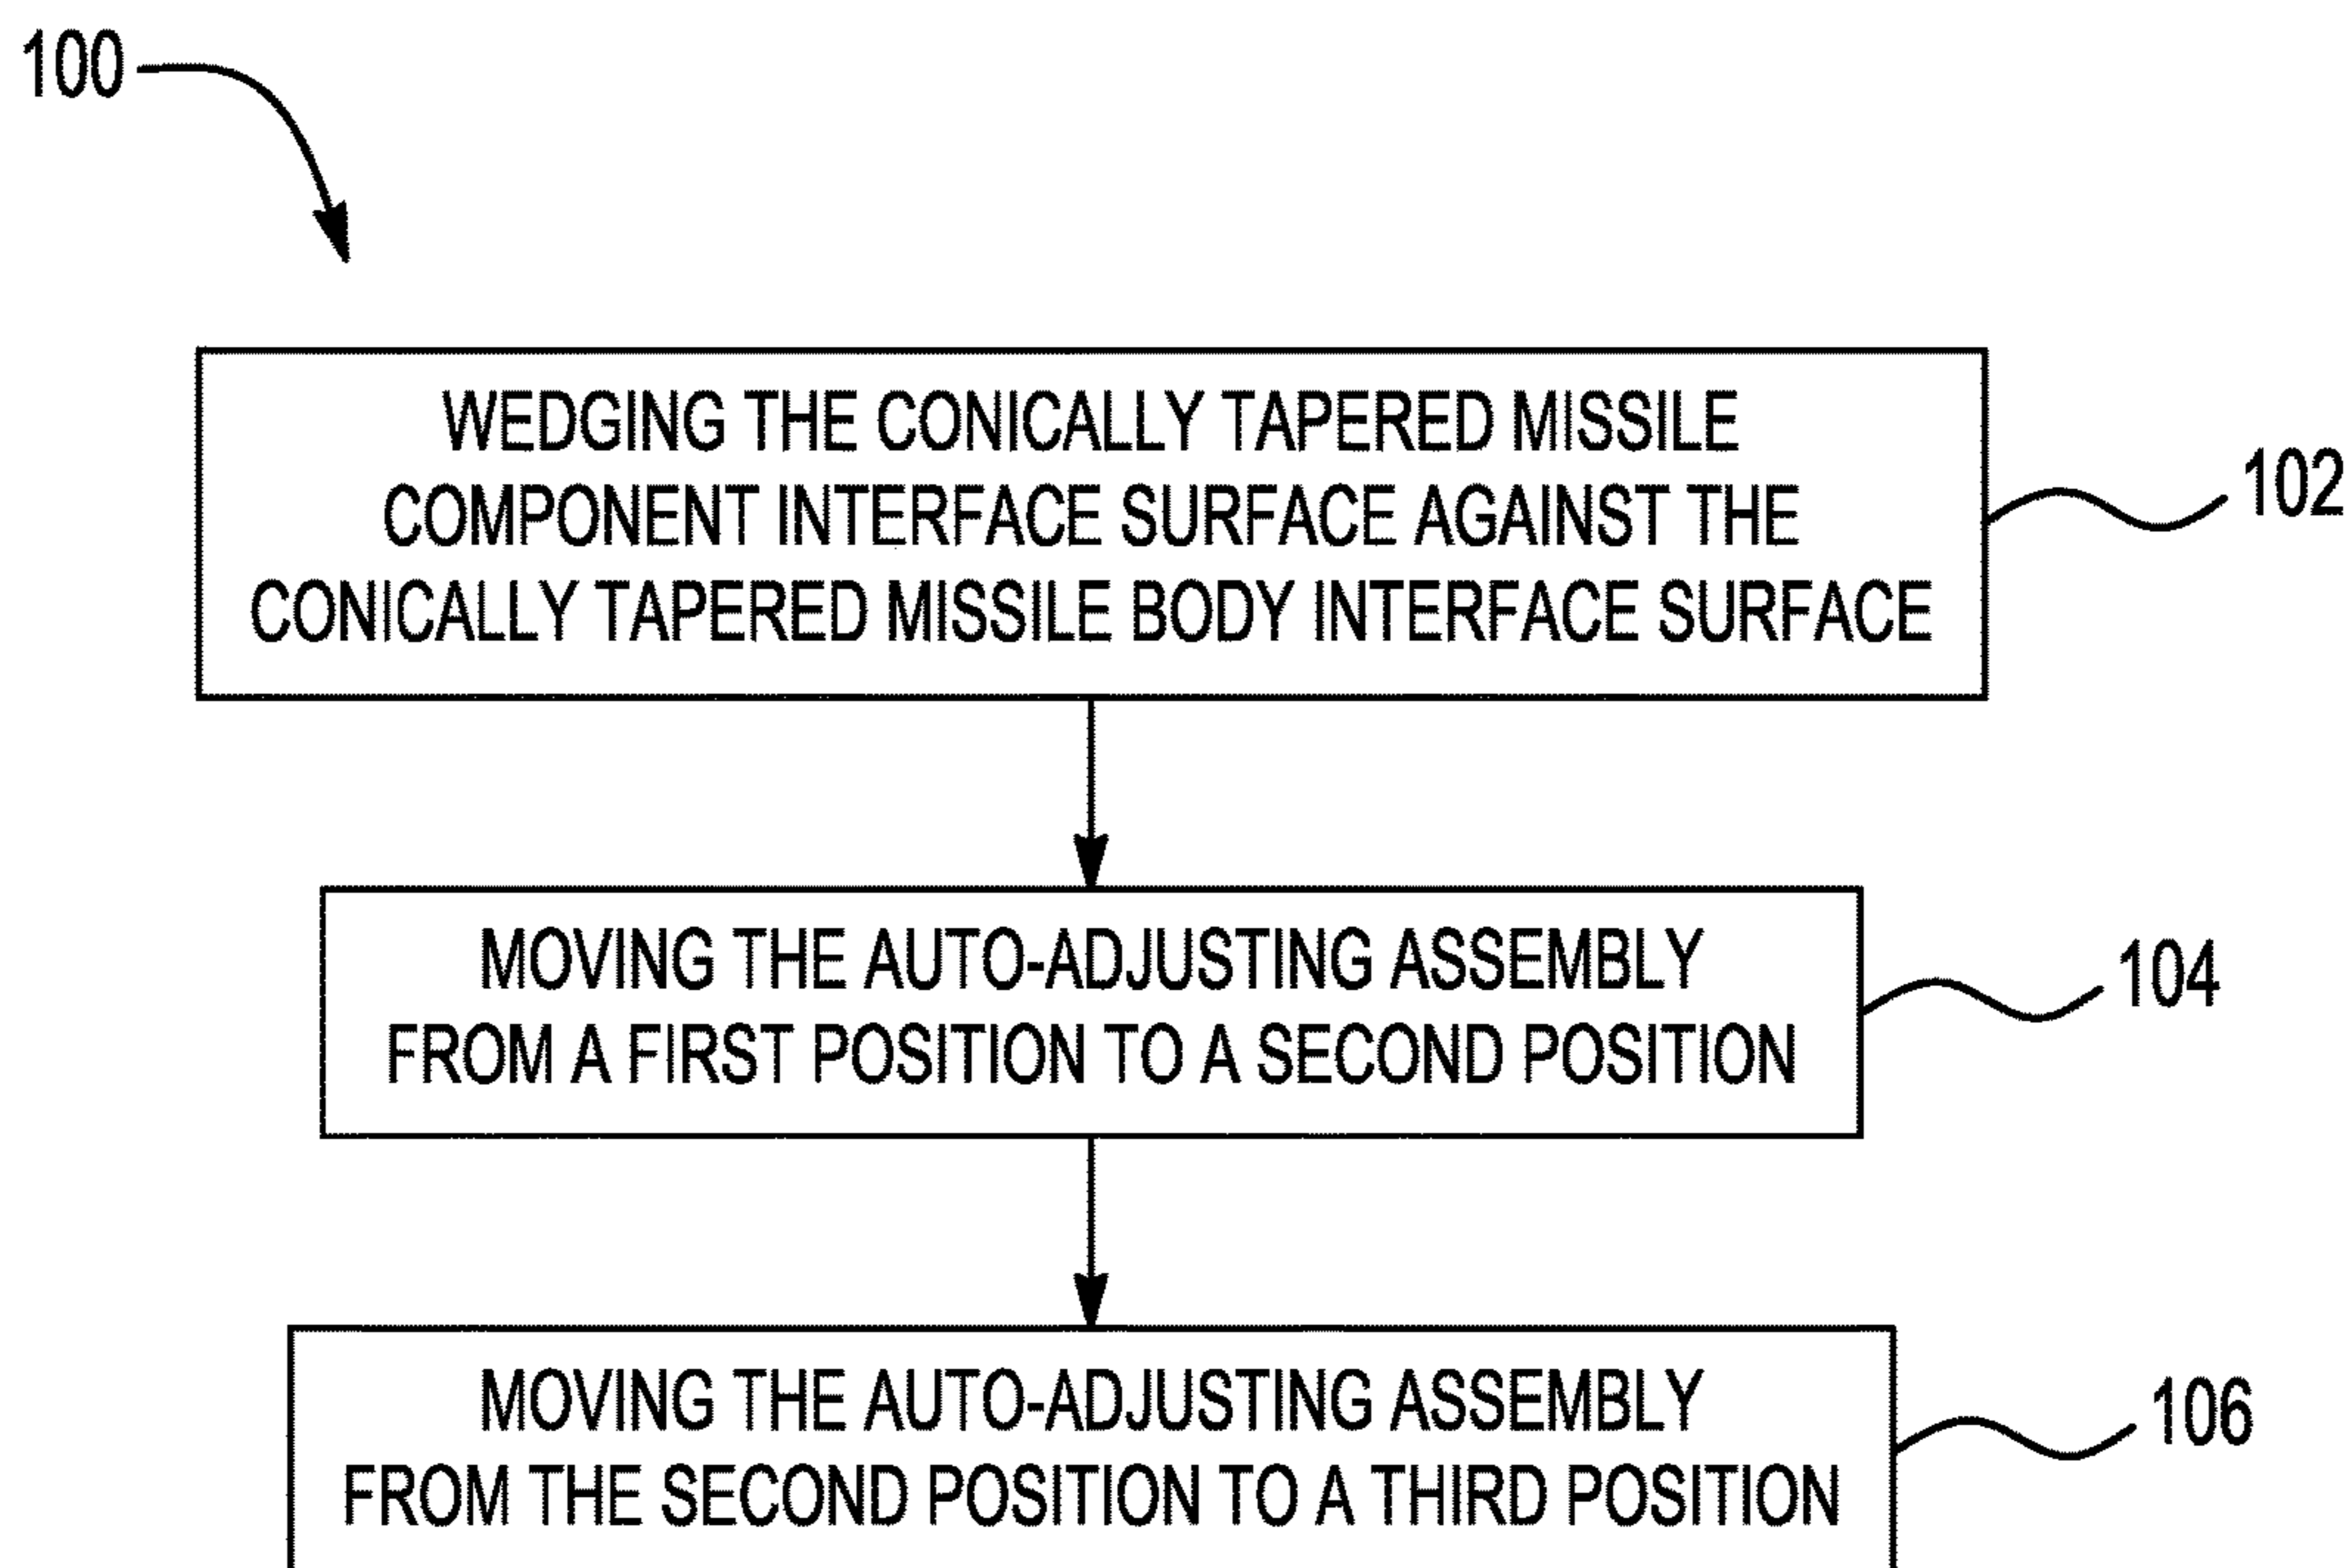 100
WEDGING THE CONICALLY TAPERED MISSILE
COMPONENT INTERFACE SURFACE AGAINST THE
CONICALLY TAPERED MISSILE BODY INTERFACE SURFACE
102
MOVING THE AUTO-ADJUSTING ASSEMBLY
FROM A FIRST POSITION TO A SECOND POSITION
104
MOVING THE AUTO-ADJUSTING ASSEMBLY
FROM THE SECOND POSITION TO A THIRD POSITION
106